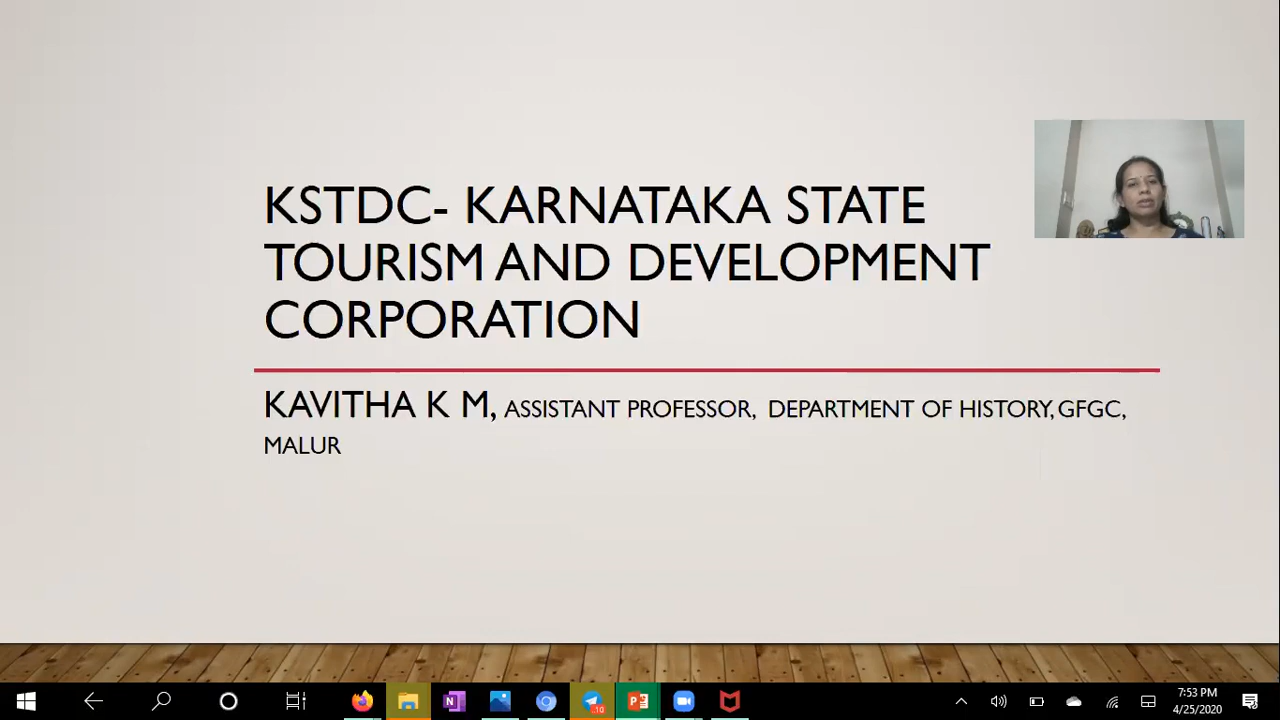 KSTDC- KARNATAKA STATE
TOURISM AND DEVELOPMENT
CORPORATION
KAVITHA K M, ASSISTANT PROFESSOR, DEPARTMENT OF HISTORY, GFGC,
MALUR
10
7:53 PM
4/25/2020